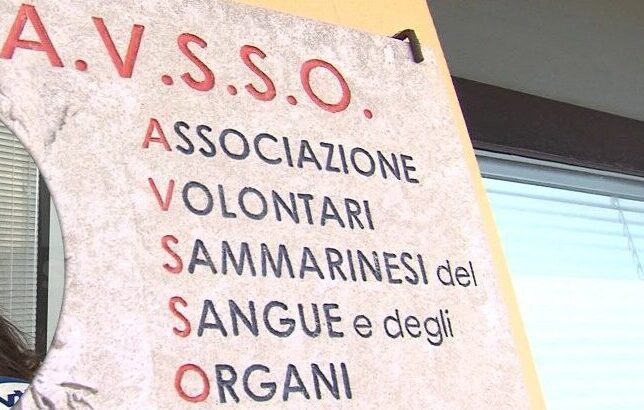 A.V.S.S.O.
ASSOCIAZIONE
VOLONTARI
SAMMARINESI del
SANGUE e degli
ORGANI